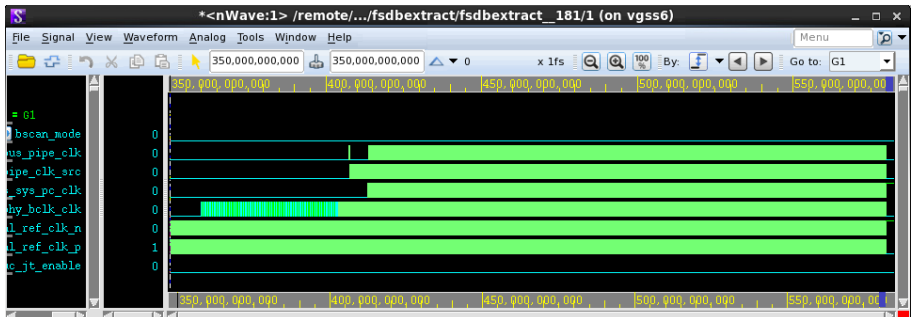 *<nWave:1> /remote/.../fsdbextract/fsdbextract__181/1 (on vgss6)
File Signal View Waveform Analog Tools Window Help Menu
350,000,000,000 350,000,000,000 0 x 1fs 100 % By: Go to: G1
350,000,000,000 400,000,000,000 450,000,000,000 500,000,000,000 550,000,000,00
= G1
bscan_mode 0
us_pipe_clk 0
ipe_clk_src 0
_sys_pc_clk 0
hy_bclk_clk 0
l_ref_clk_n 0
l_ref_clk_p 1
c_jt_enable 0
350,000,000,000 400,000,000,000 450,000,000,000 500,000,000,000 550,000,000,00